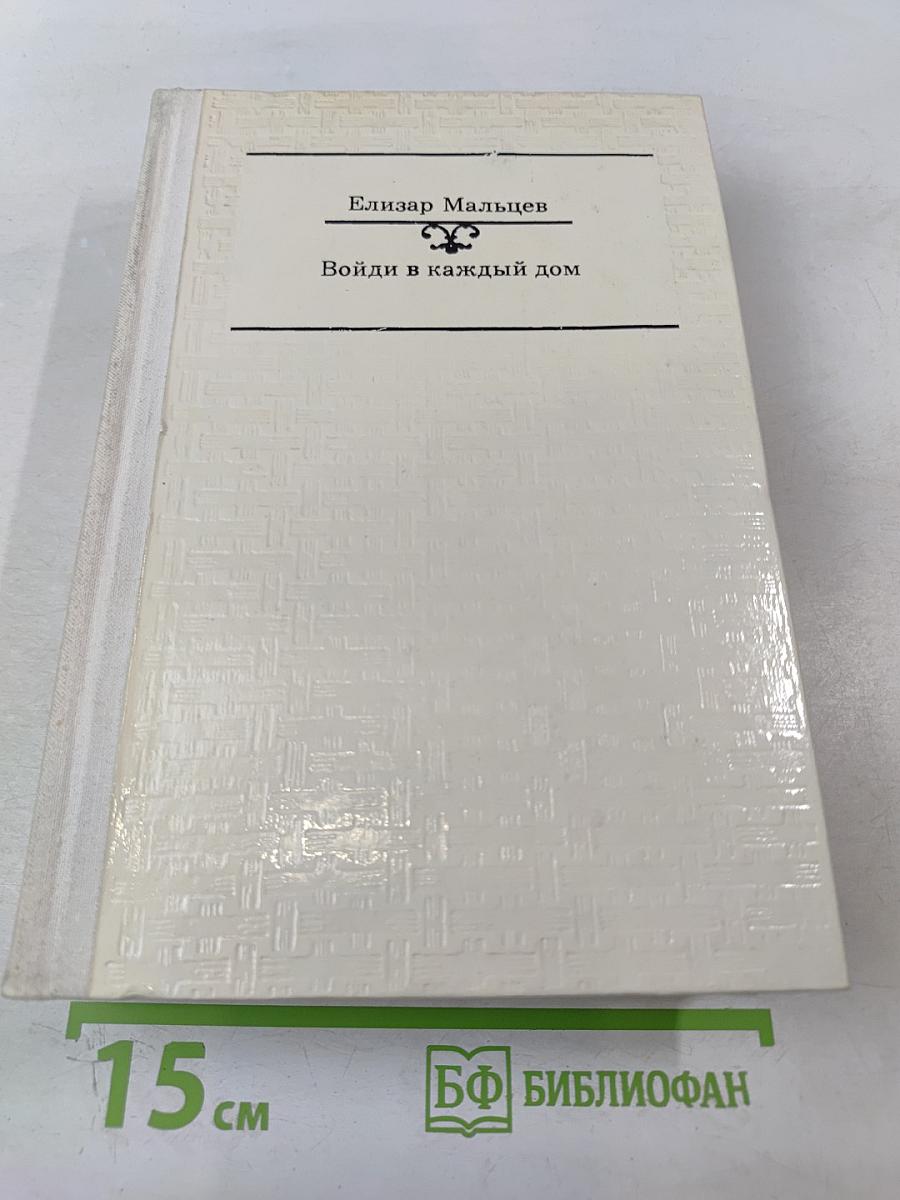 Елизар Мальцев
Войди в каждый дом
15 см
БФ БИБЛИОФАН